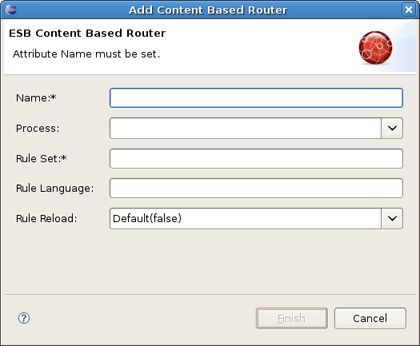 Add Content Based Router
ESB Content Based Router
Attribute Name must be set.
Name:*
Process:
Rule Set:*
Rule Language:
Rule Reload: Default(false)
? Finish Cancel